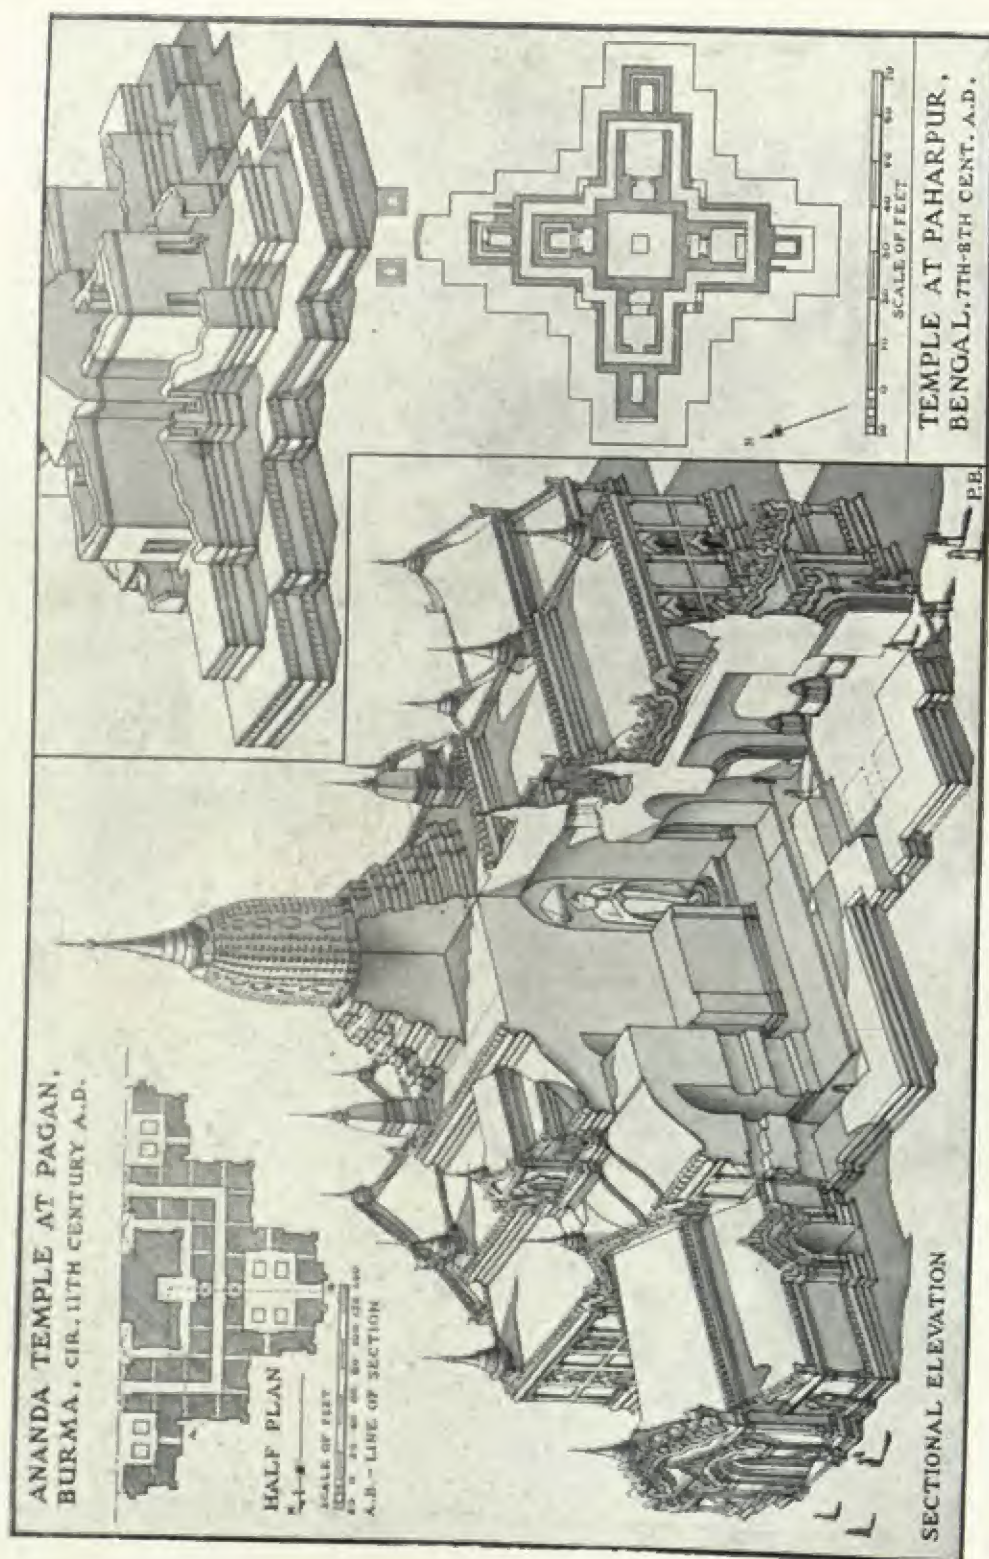 ANANDA TEMPLE AT PAGAN,
BURMA, CIR. 11TH CENTURY A.D.
HALF PLAN
N
SCALE OF FEET
A.B.- LINE OF SECTION
SECTIONAL ELEVATION
P.B.
N
SCALE OF FEET
TEMPLE AT PAHARPUR,
BENGAL, 7TH-8TH CENT. A.D.